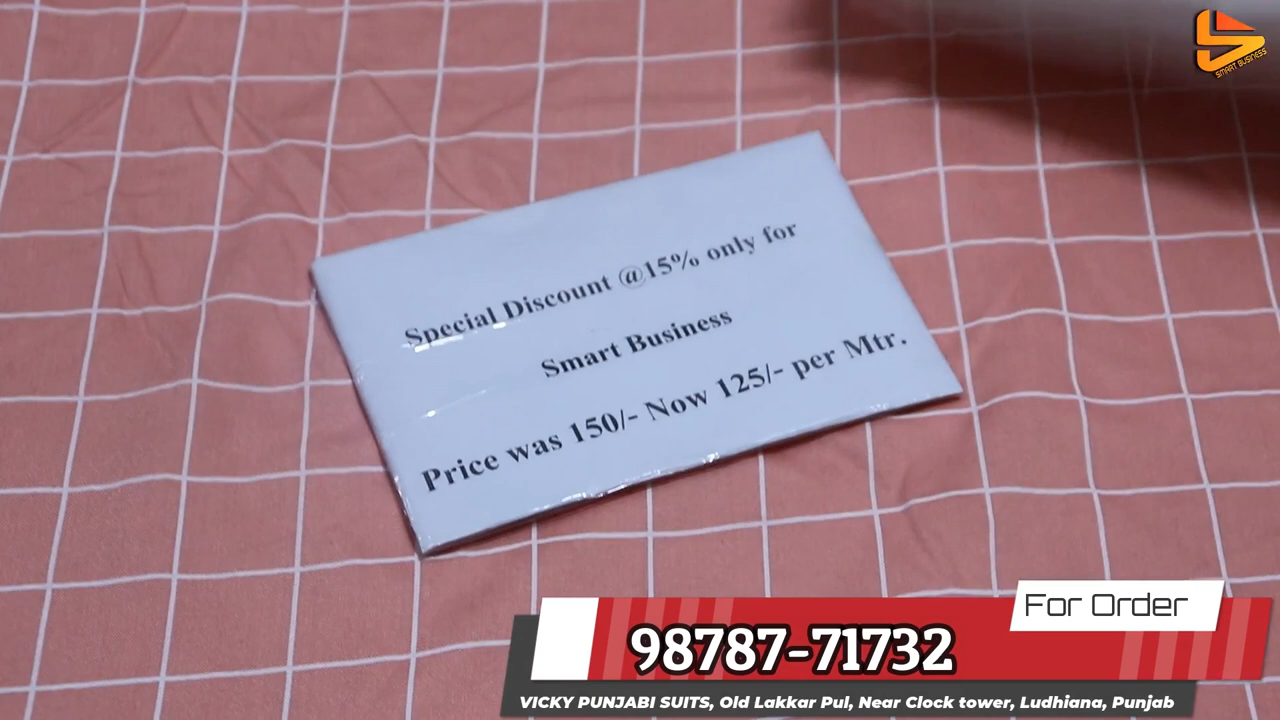 SMART BUSINESS
Special Discount @15% only for
Smart Business
Price was 150/- Now 125/- per Mtr.
For Order
98787-71732
VICKY PUNJABI SUITS, Old Lakkar Pul, Near Clock tower, Ludhiana, Punjab